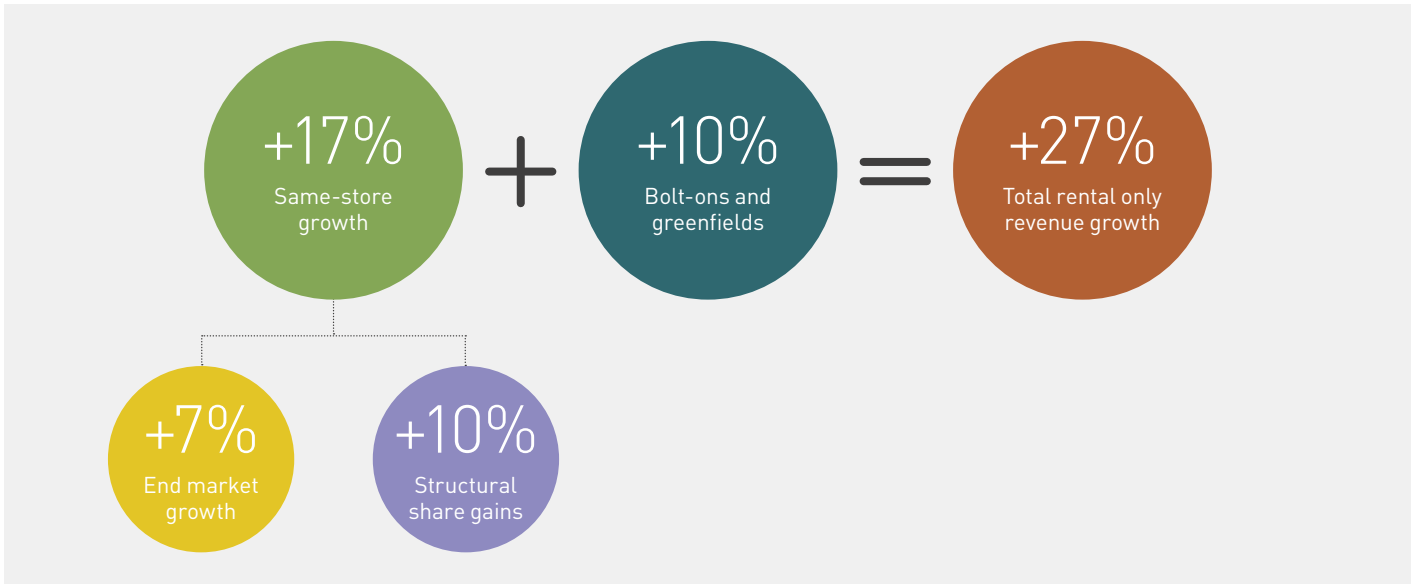 +17%
Same-store
growth
+
+10%
Bolt-ons and
greenfields
=
+27%
Total rental only
revenue growth
+7%
End market
growth
+10%
Structural
share gains